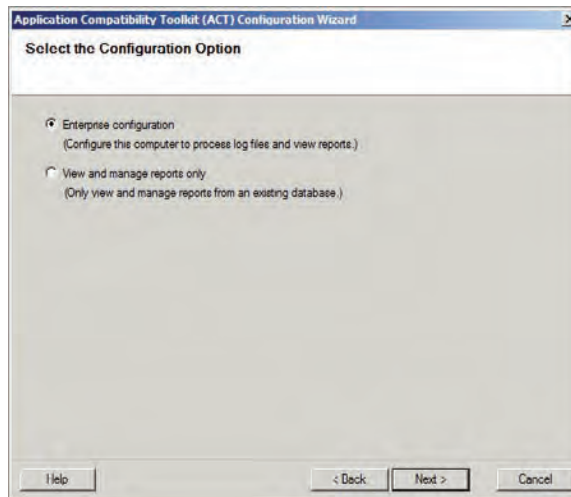 Application Compatibility Toolkit (ACT) Configuration Wizard
Select the Configuration Option
Enterprise configuration
(Configure this computer to process log files and view reports.)
View and manage reports only
(Only view and manage reports from an existing database.)
Help
< Back
Next >
Cancel